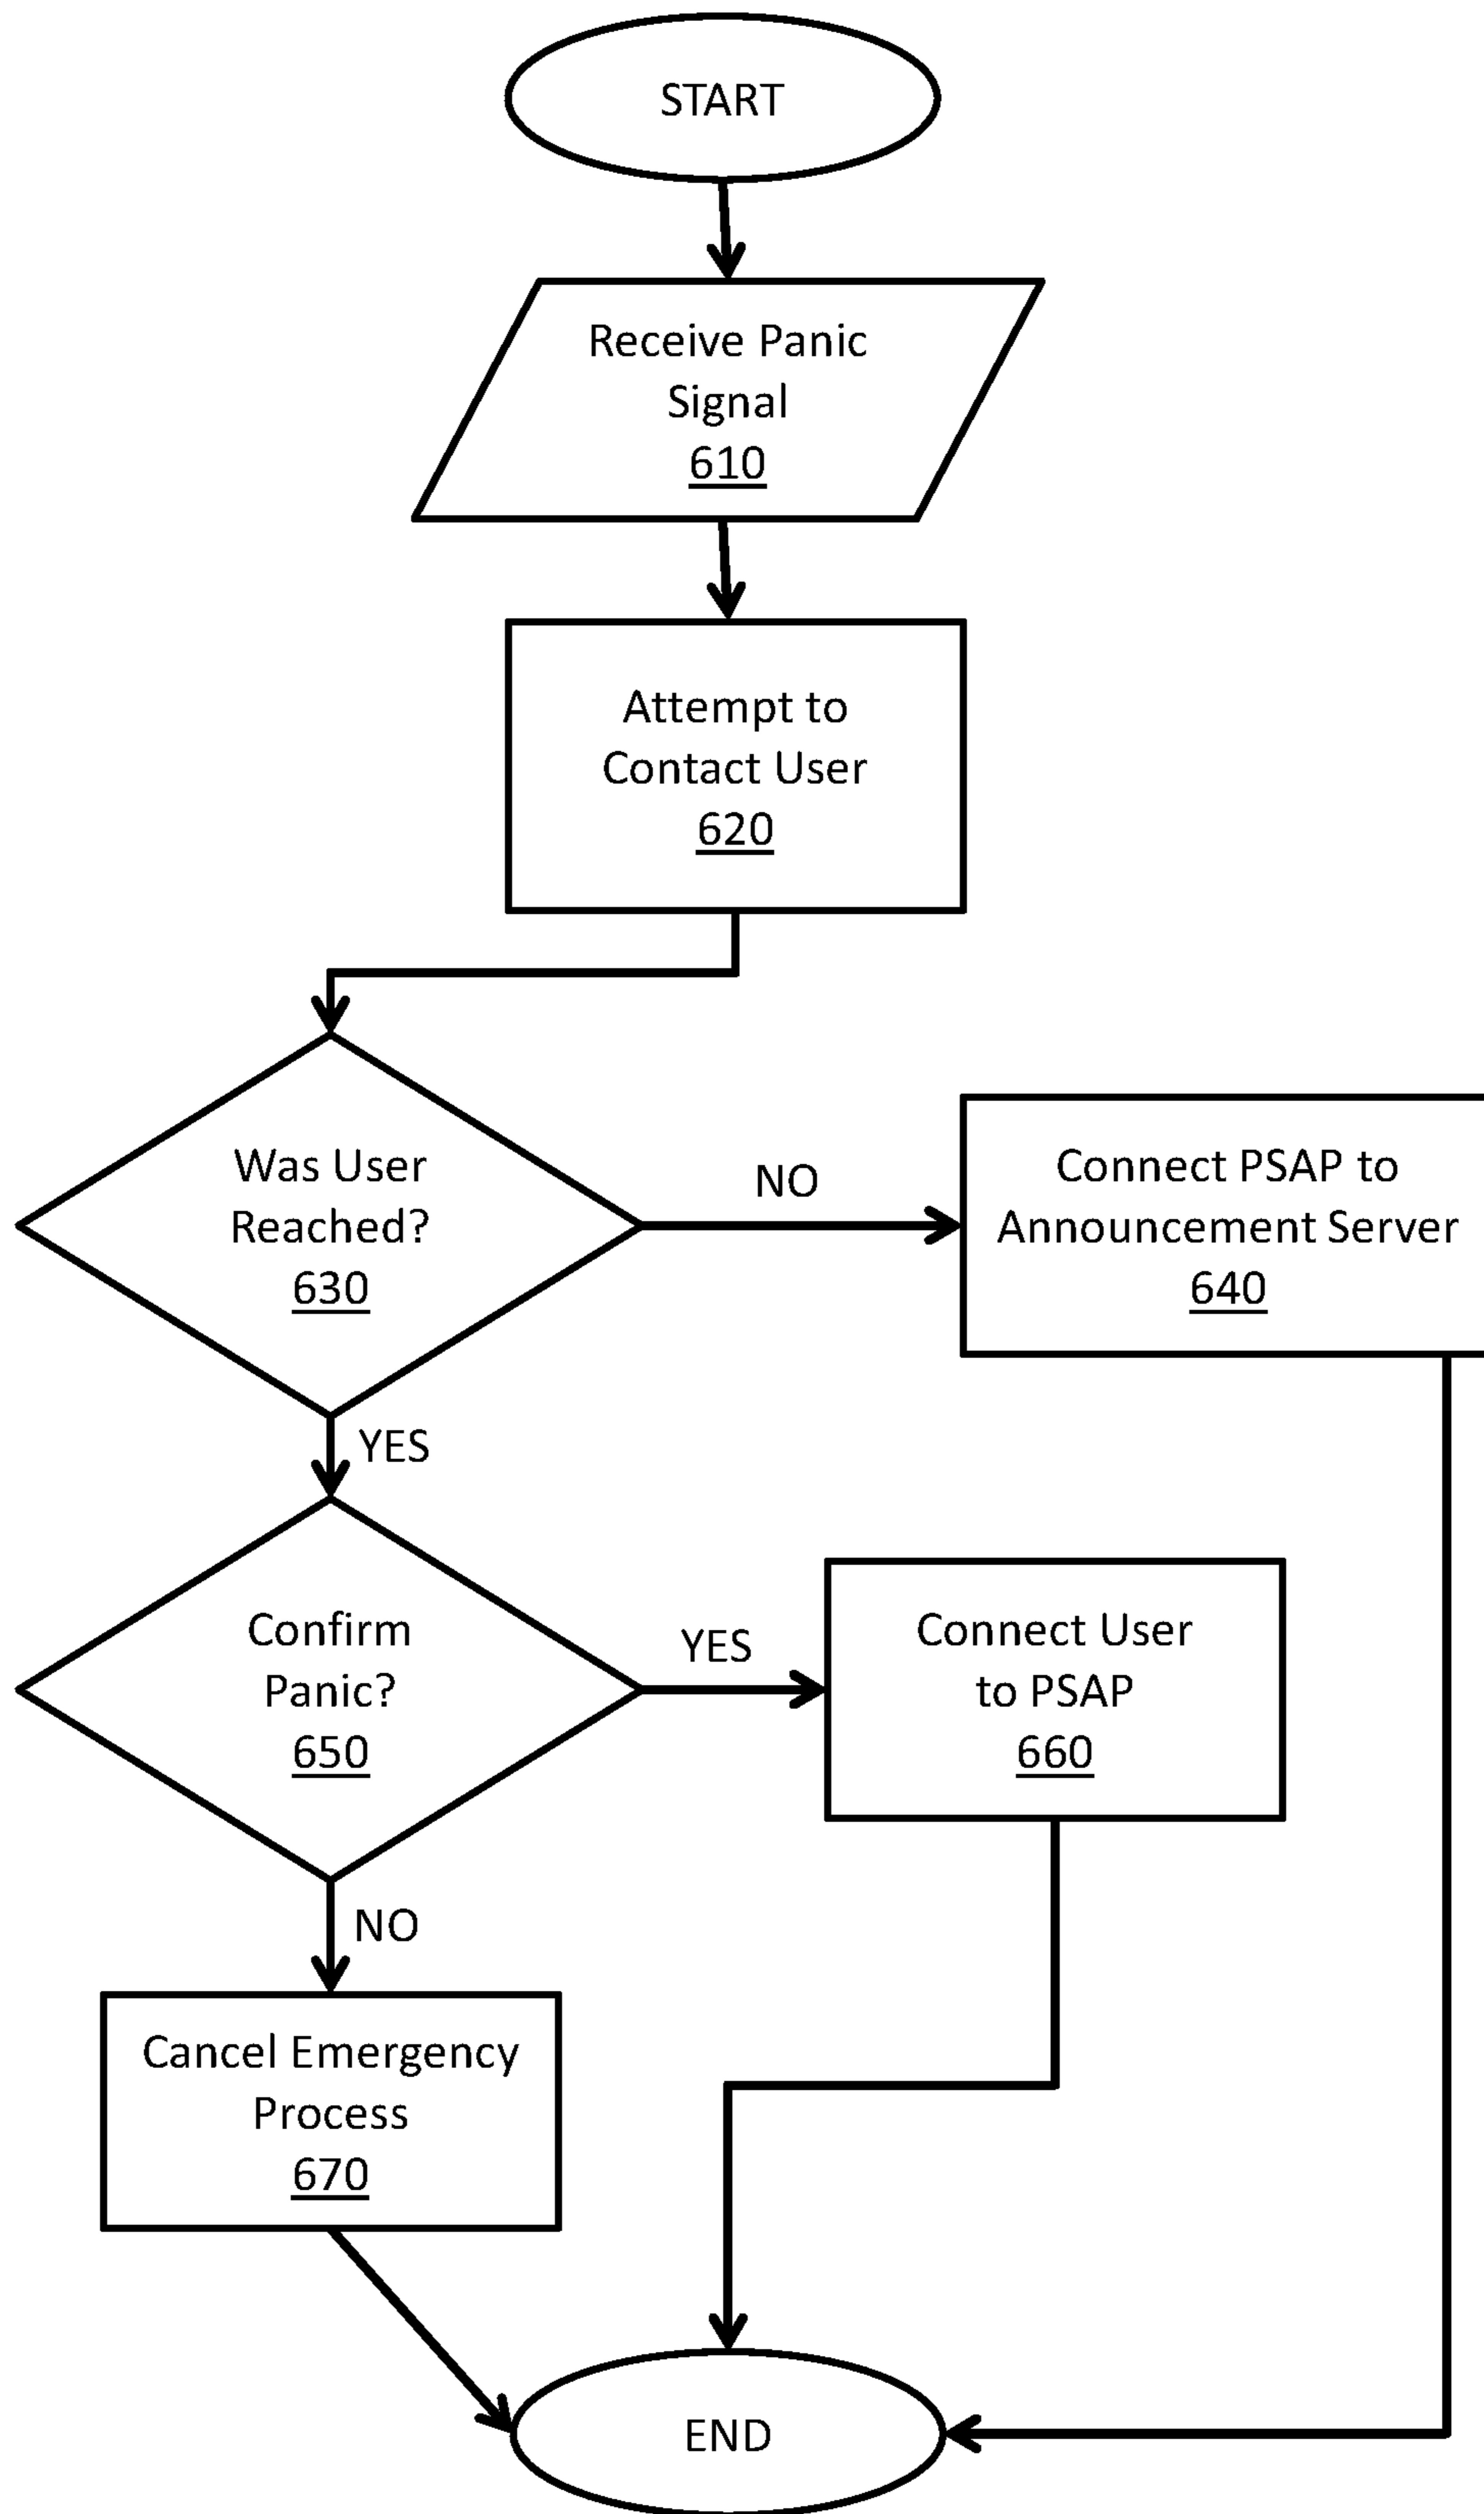 START
Receive Panic
Signal
610
Attempt to
Contact User
620
Was User
Reached?
630
NO
Connect PSAP to
Announcement Server
640
YES
Confirm
Panic?
650
YES
Connect User
to PSAP
660
NO
Cancel Emergency
Process
670
END